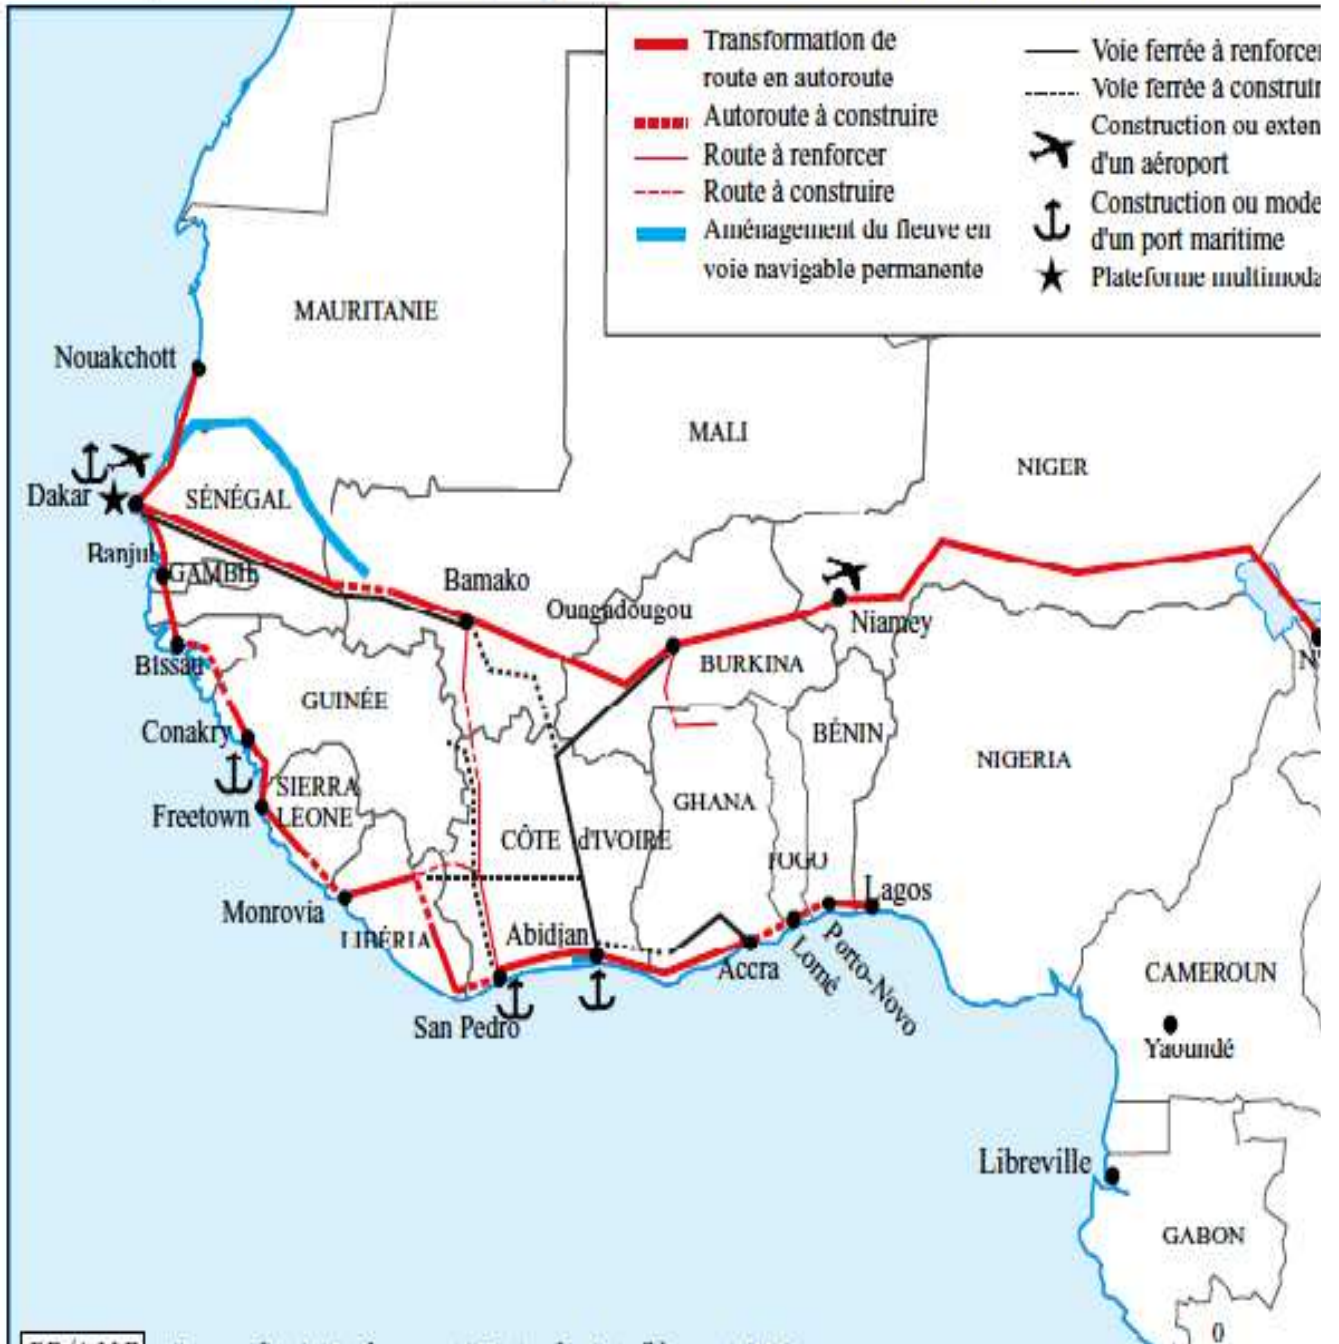 Transformation de
route en autoroute
Autoroute à construire
Route à renforcer
Route à construire
Aménagement du fleuve en
voie navigable permanente
Voie ferrée à renforcer
Voie ferrée à construir
Construction ou exten
d'un aéroport
Construction ou mode
d'un port maritime
Plateforme multimoda
MAURITANIE
Nouakchott
MALI
NIGER
Dakar
SÉNÉGAL
Banjul
GAMBIE
Bamako
Ouagadougou
Niamey
Bissau
BURKINA
GUINÉE
BÉNIN
Conakry
NIGERIA
SIERRA
LEONE
GHANA
Freetown
CÔTE d'IVOIRE
TOGO
Lagos
Monrovia
LIBÉRIA
Abidjan
Accra
Lomé
Porto-Novo
CAMEROUN
San Pedro
Yaoundé
Libreville
GABON
0